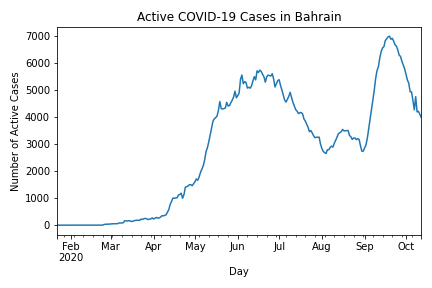 Active COVID-19 Cases in Bahrain
Number of Active Cases
7000
6000
5000
4000
3000
2000
1000
0
Feb Mar Apr May Jun Jul Aug Sep Oct
2020
Day